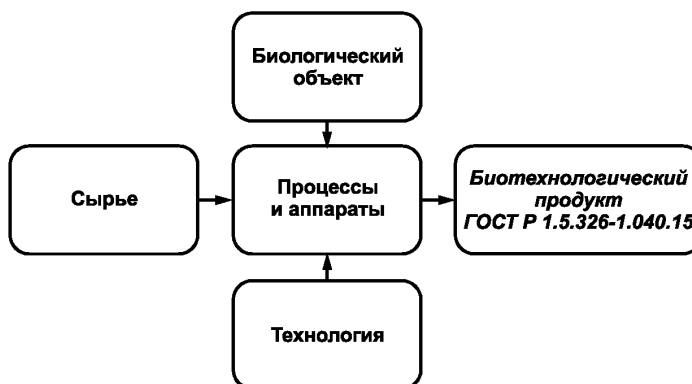 Биологический
объект
Сырье
Процессы
и аппараты
Биотехнологический
продукт
ГОСТ Р 1.5.326-1.040.15
Технология